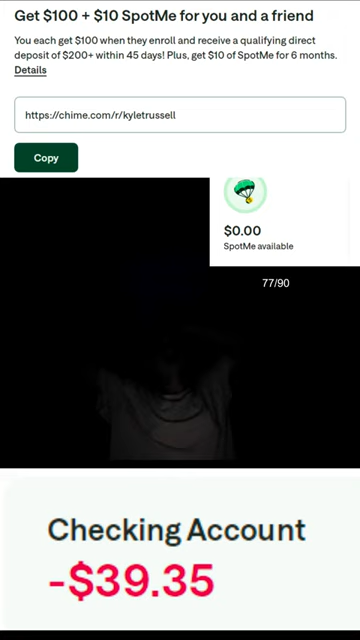 Get $100 + $10 SpotMe for you and a friend
You each get $100 when they enroll and receive a qualifying direct
deposit of $200+ within 45 days! Plus, get $10 of SpotMe for 6 months.
Details
https://chime.com/r/kyletrussell
Copy
$0.00
SpotMe available
77/90
Checking Account
-$39.35